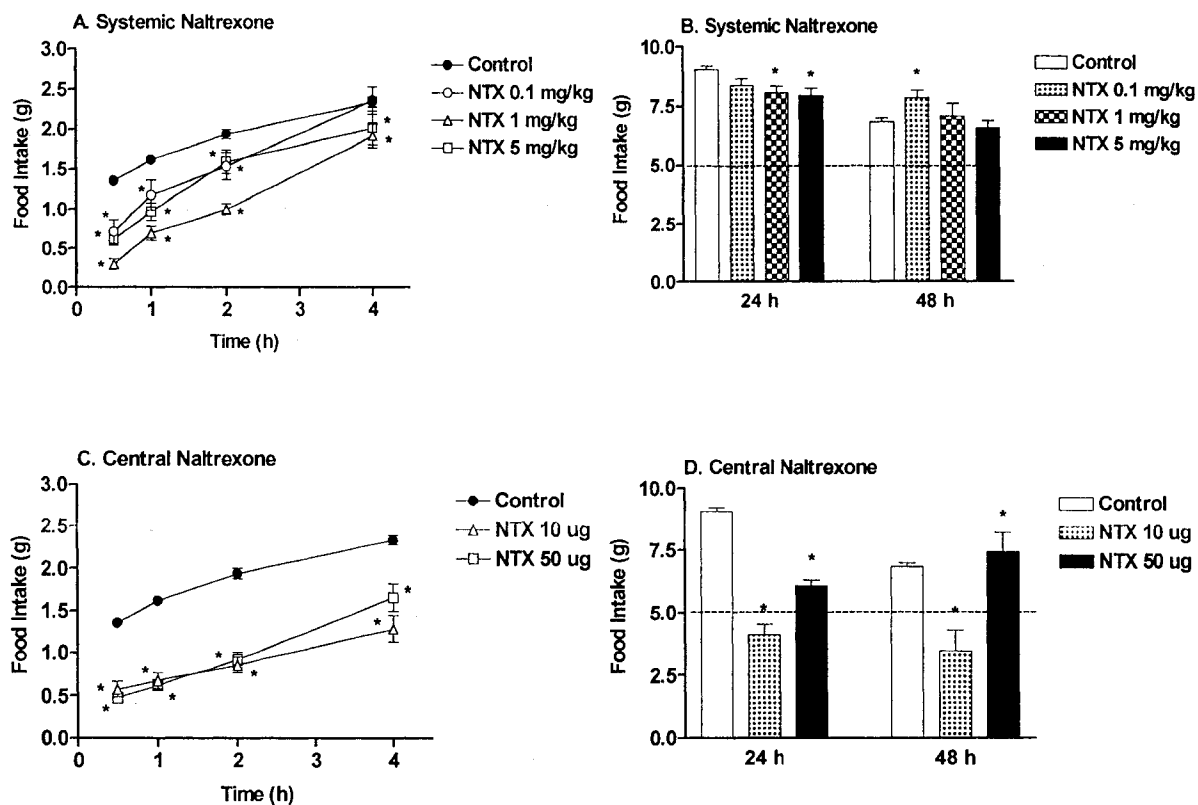 A. Systemic Naltrexone
3.0
2.5
2.0
1.5
1.0
0.5
0.0
Food Intake (g)
0 1 2 3 4
Time (h)
Control
NTX 0.1 mg/kg
NTX 1 mg/kg
NTX 5 mg/kg
* * * * * * * * * * *
B. Systemic Naltrexone
10.0
7.5
5.0
2.5
0.0
Food Intake (g)
24 h 48 h
Control
NTX 0.1 mg/kg
NTX 1 mg/kg
NTX 5 mg/kg
* * *
C. Central Naltrexone
3.0
2.5
2.0
1.5
1.0
0.5
0.0
Food Intake (g)
0 1 2 3 4
Time (h)
Control
NTX 10 ug
NTX 50 ug
* * * * * * * *
D. Central Naltrexone
10.0
7.5
5.0
2.5
0.0
Food Intake (g)
24 h 48 h
Control
NTX 10 ug
NTX 50 ug
* * * *